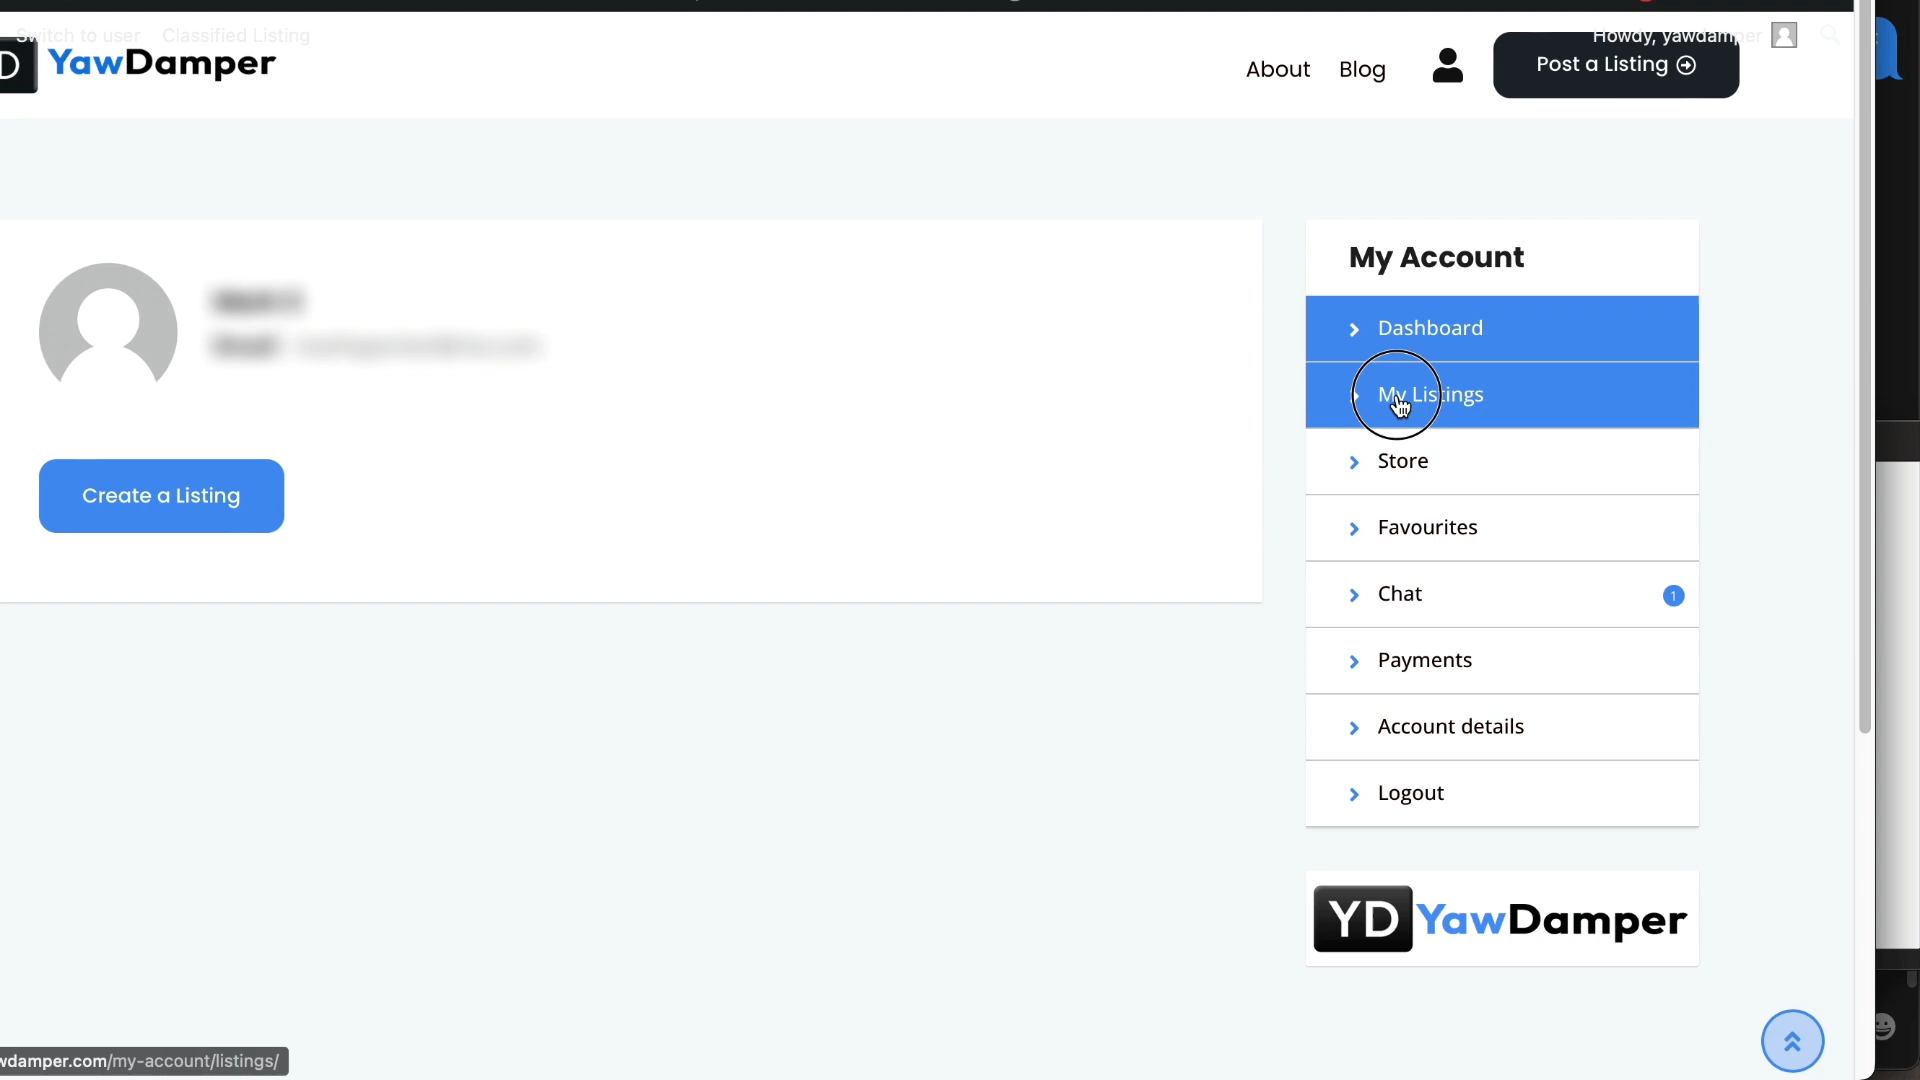 Switch to user Classified Listing
Howdy, yawdamper
D YawDamper
About Blog
Post a Listing
My Account
Dashboard
My Listings
Store
Favourites
Chat 1
Payments
Account details
Logout
Create a Listing
YD YawDamper
wdamper.com/my-account/listings/